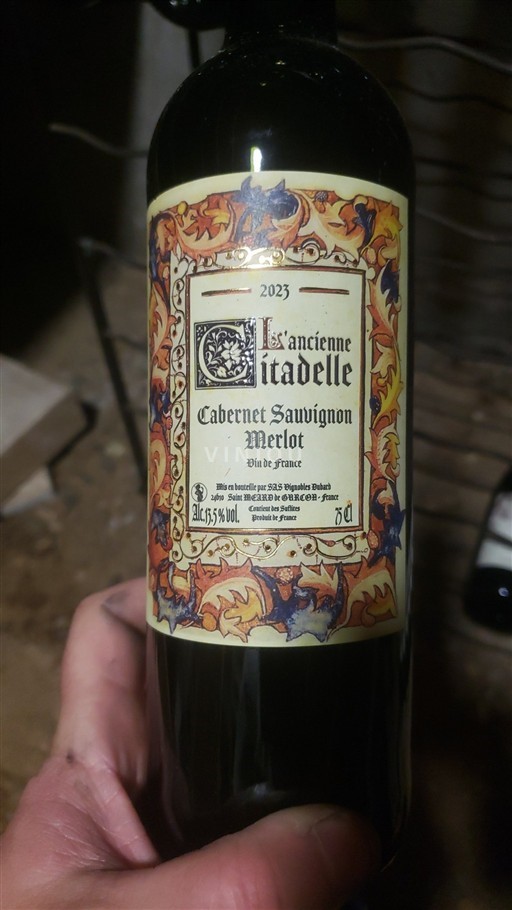 2023
L'ancienne
Citadelle
Cabernet Sauvignon
Merlot
VINIOU
Vin de France
Mis en bouteille par SAS Vignobles Dubard
24610 Saint MEARD de GURCON - France
Alc. 13,5 % vol.
Contient des Sulfites
Produit de France
75 Cl